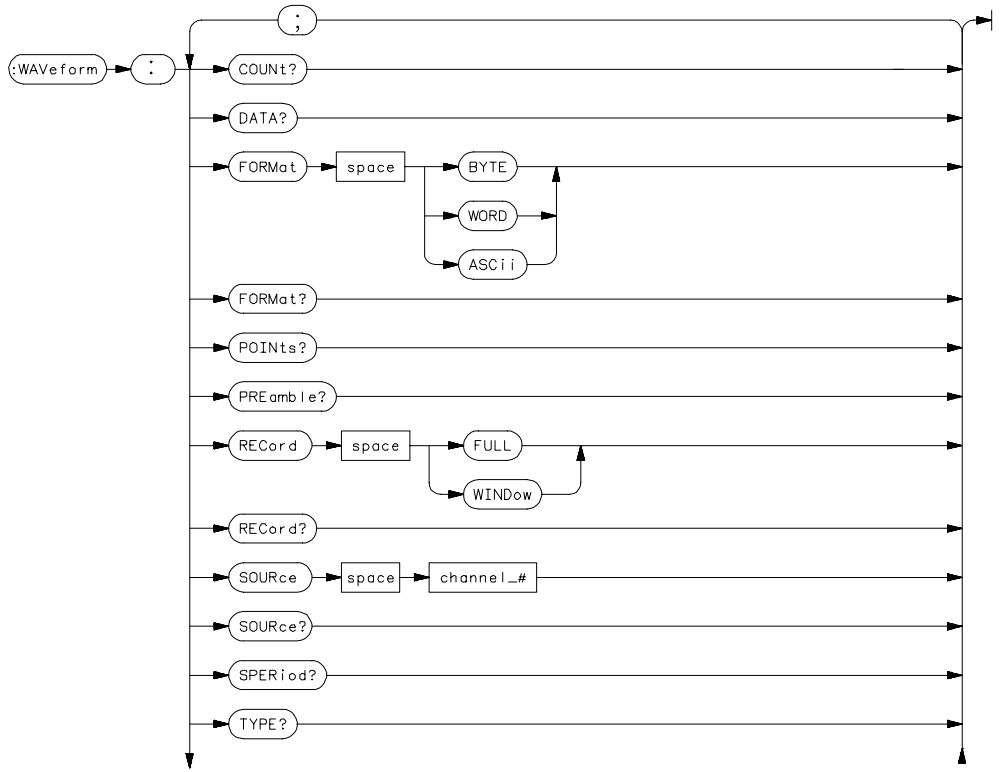 ;
:WAVeform : COUNt?
DATA?
FORMat space BYTE
WORD
ASCii
FORMat?
POINts?
PREamble?
RECord space FULL
WINDow
RECord?
SOURce space channel_#
SOURce?
SPERiod?
TYPE?